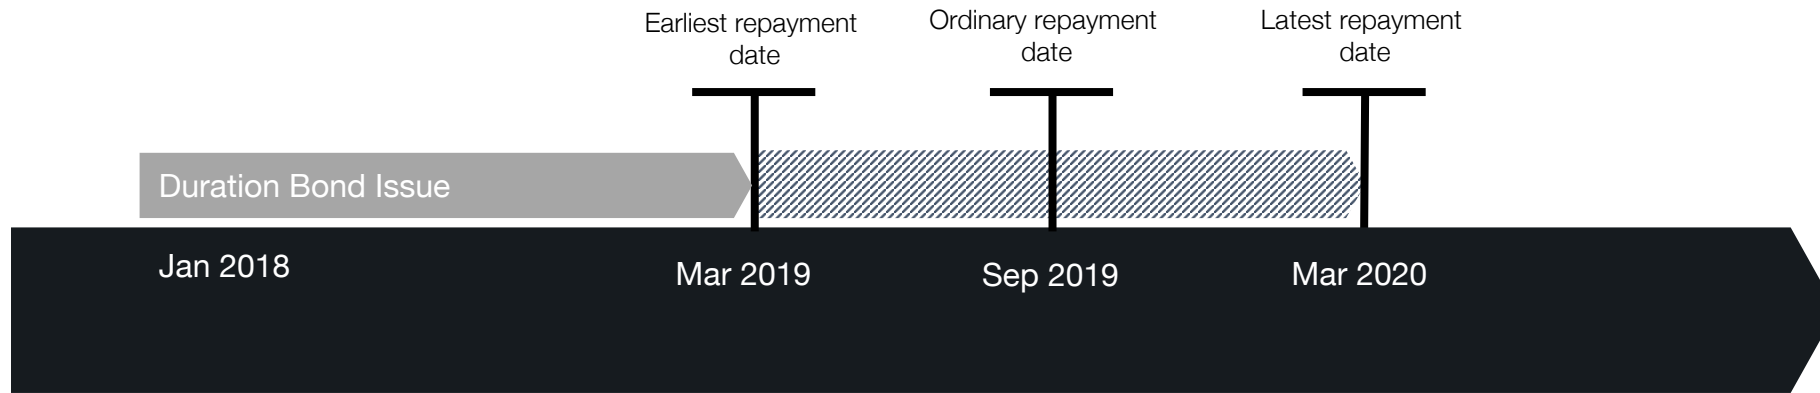 Earliest repayment
date
Ordinary repayment
date
Latest repayment
date
Duration Bond Issue
Jan 2018
Mar 2019
Sep 2019
Mar 2020